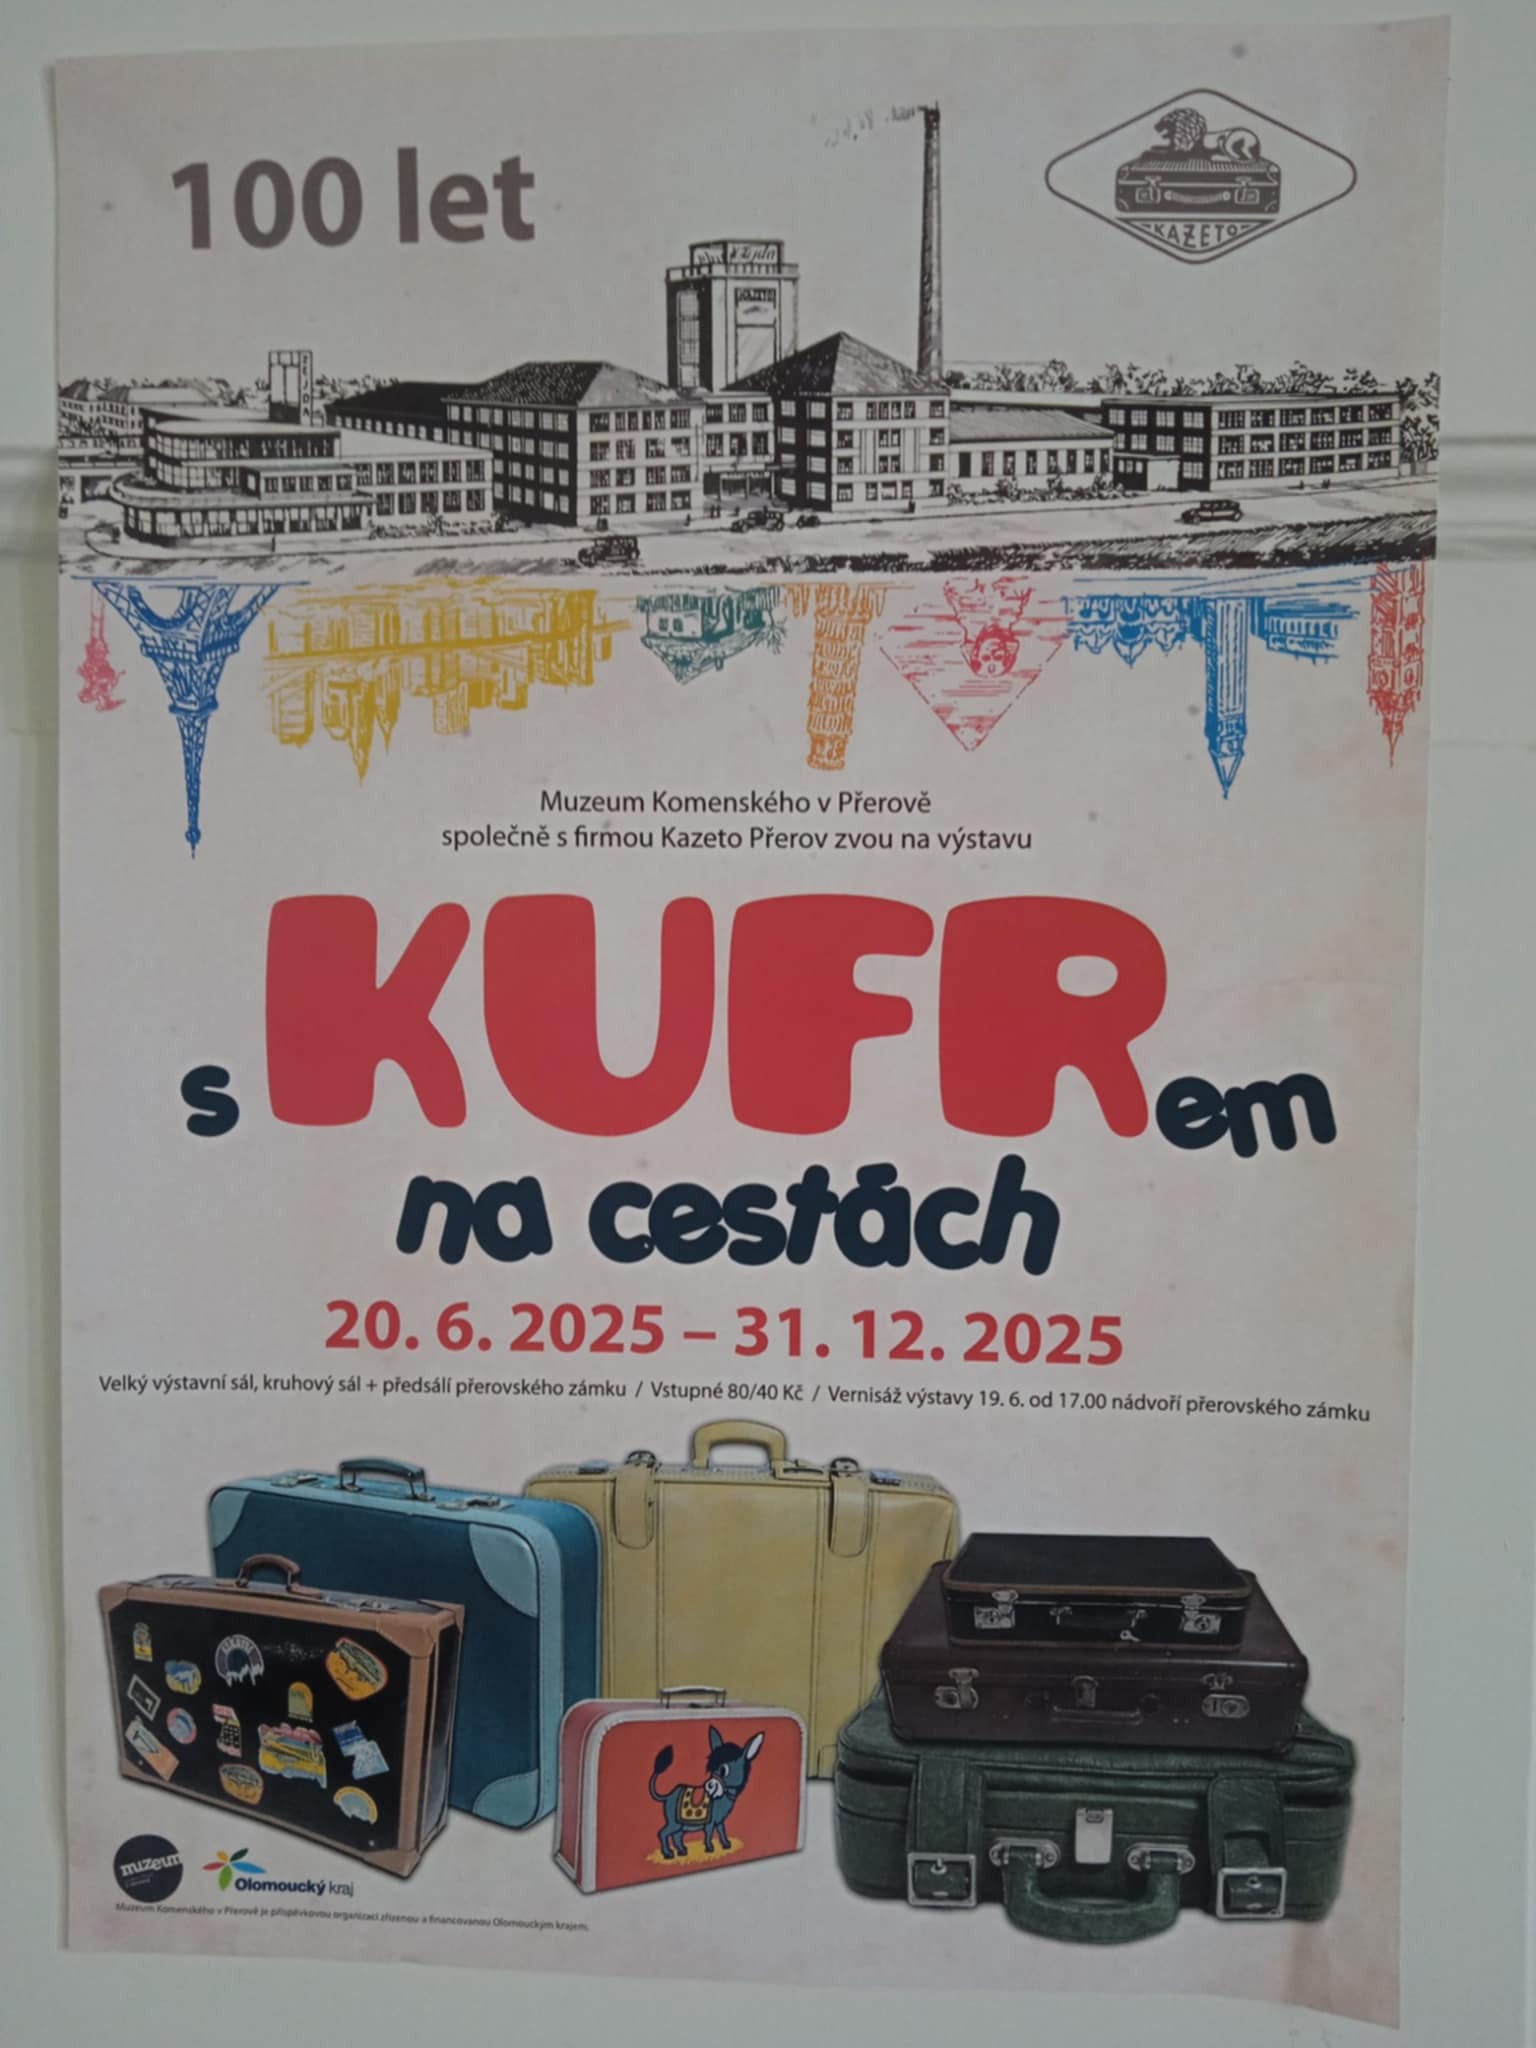 100 let
KAZETO
ZEJDA
KAZETO
Muzeum Komenského v Přerově
společně s firmou Kazeto Přerov zvou na výstavu
s KUFRem
na cestách
20. 6. 2025 – 31. 12. 2025
Velký výstavní sál, kruhový sál + předsálí přerovského zámku / Vstupné 80/40 Kč / Vernisáž výstavy 19. 6. od 17.00 nádvoří přerovského zámku
muzeum
Olomoucký kraj
Muzeum Komenského v Přerově je příspěvkovou organizací zřízenou a financovanou Olomouckým krajem.